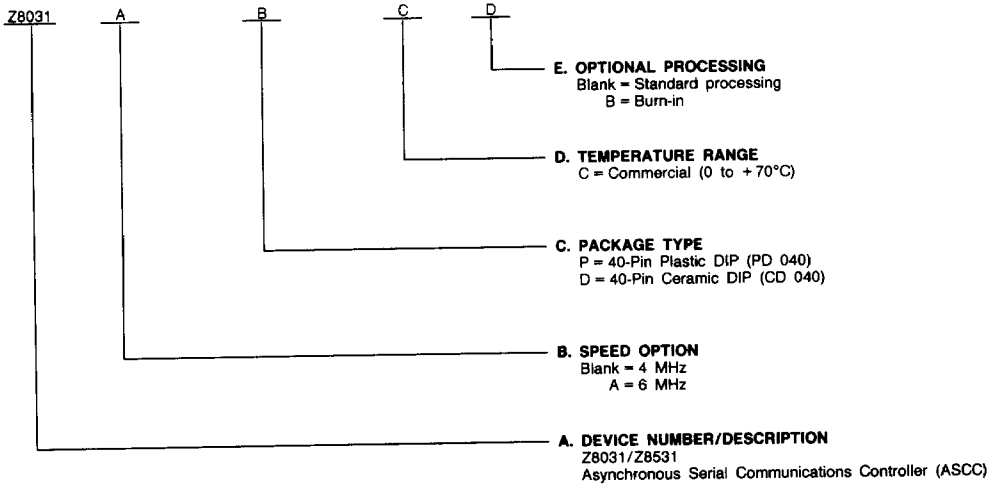 Z8031 A B C D
E. OPTIONAL PROCESSING
Blank = Standard processing
B = Burn-in
D. TEMPERATURE RANGE
C = Commercial (0 to +70°C)
C. PACKAGE TYPE
P = 40-Pin Plastic DIP (PD 040)
D = 40-Pin Ceramic DIP (CD 040)
B. SPEED OPTION
Blank = 4 MHz
A = 6 MHz
A. DEVICE NUMBER/DESCRIPTION
Z8031/Z8531
Asynchronous Serial Communications Controller (ASCC)